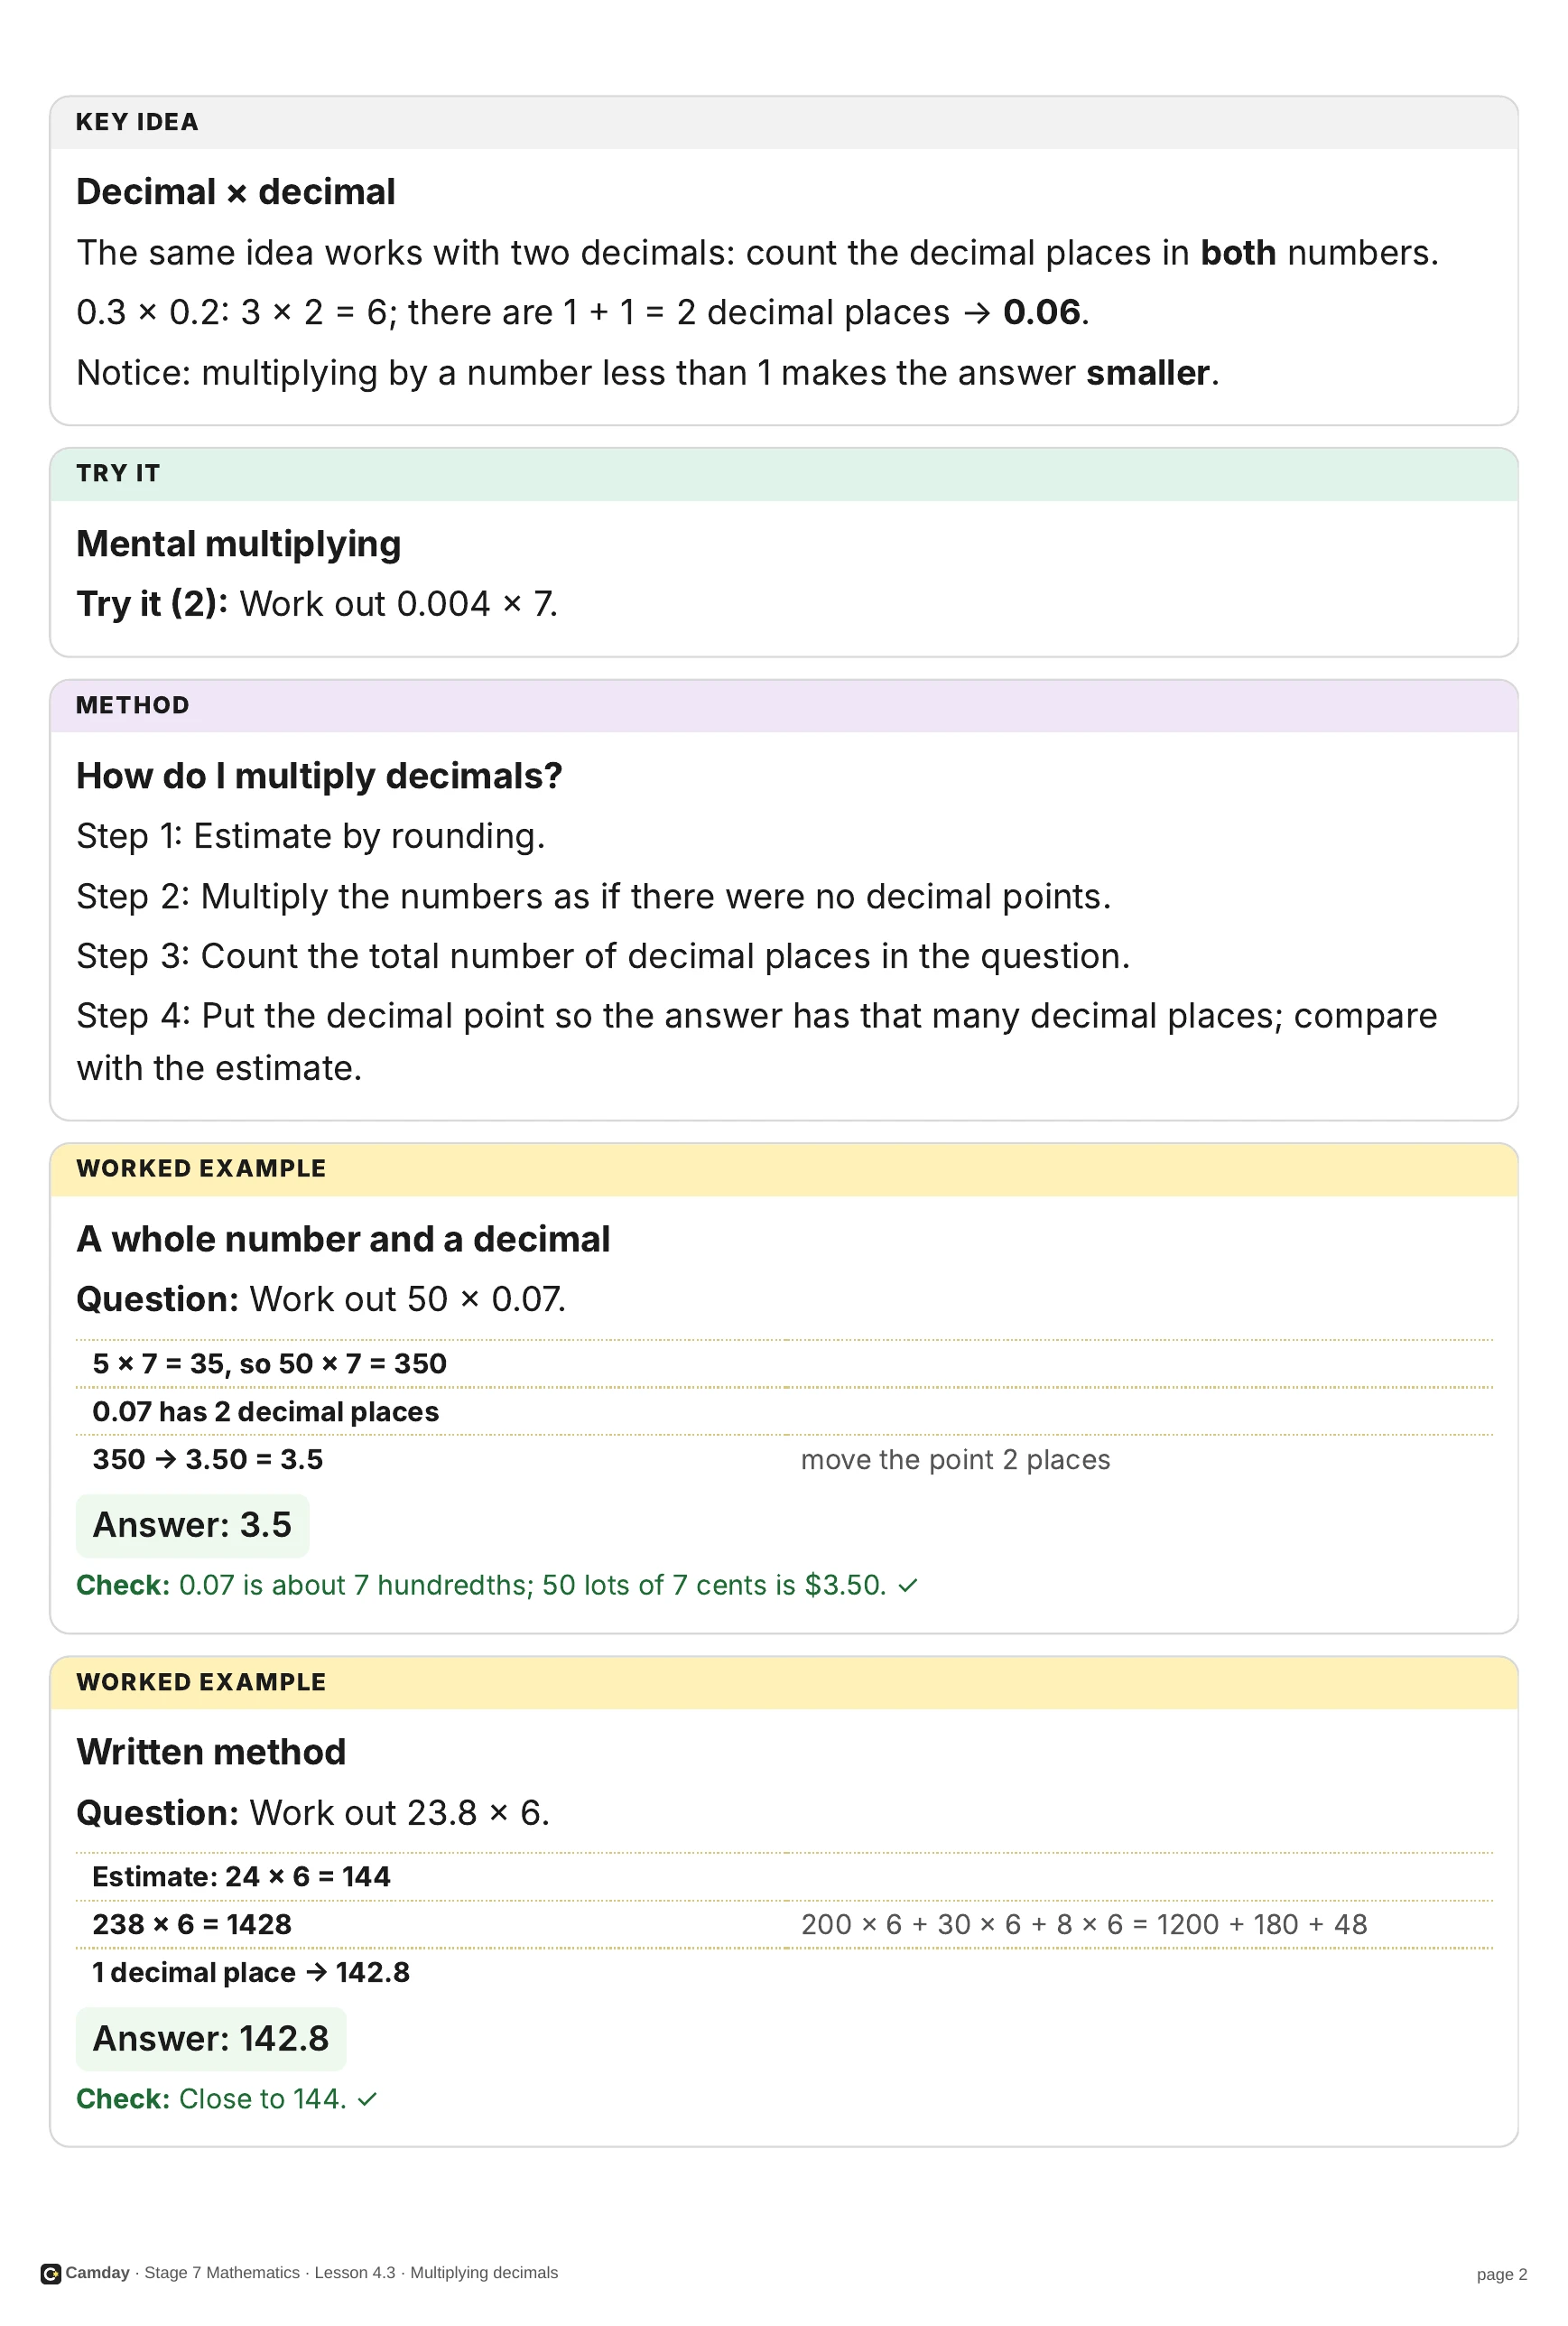 KEY IDEA
Decimal × decimal
The same idea works with two decimals: count the decimal places in both numbers.
0.3 × 0.2: 3 × 2 = 6; there are 1 + 1 = 2 decimal places → 0.06.
Notice: multiplying by a number less than 1 makes the answer smaller.
TRY IT
Mental multiplying
Try it (2): Work out 0.004 × 7.
METHOD
How do I multiply decimals?
Step 1: Estimate by rounding.
Step 2: Multiply the numbers as if there were no decimal points.
Step 3: Count the total number of decimal places in the question.
Step 4: Put the decimal point so the answer has that many decimal places; compare
with the estimate.
WORKED EXAMPLE
A whole number and a decimal
Question: Work out 50 × 0.07.
5 × 7 = 35, so 50 × 7 = 350
0.07 has 2 decimal places
350 → 3.50 = 3.5 move the point 2 places
Answer: 3.5
Check: 0.07 is about 7 hundredths; 50 lots of 7 cents is $3.50. ✓
WORKED EXAMPLE
Written method
Question: Work out 23.8 × 6.
Estimate: 24 × 6 = 144
238 × 6 = 1428 200 × 6 + 30 × 6 + 8 × 6 = 1200 + 180 + 48
1 decimal place → 142.8
Answer: 142.8
Check: Close to 144. ✓
Camday · Stage 7 Mathematics · Lesson 4.3 · Multiplying decimals page 2